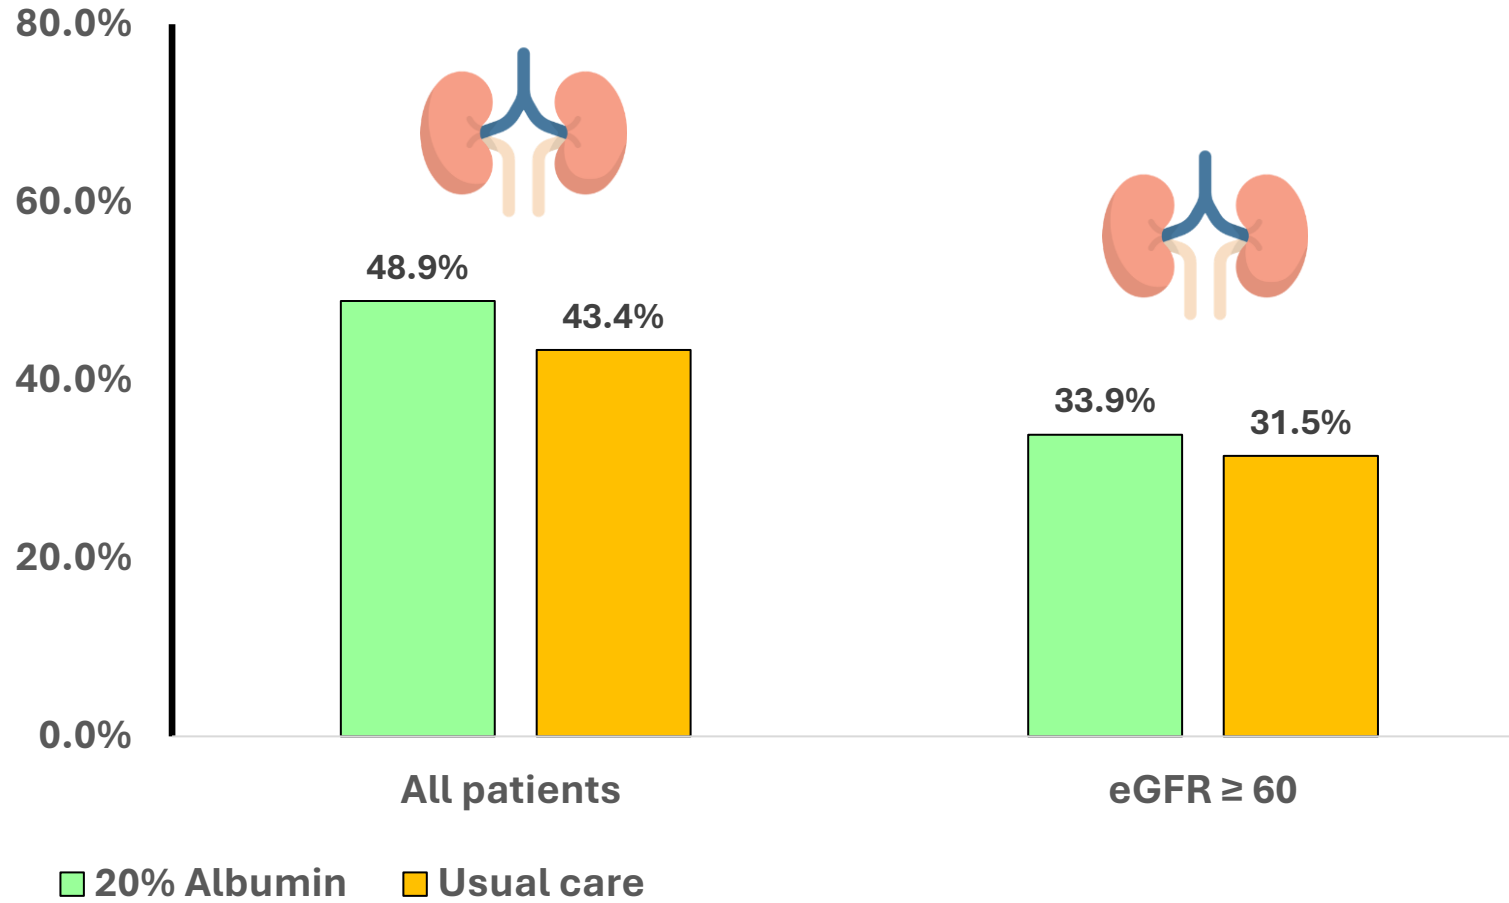 80.0%
60.0%
40.0%
20.0%
0.0%
48.9%
43.4%
33.9%
31.5%
All patients
eGFR ≥ 60
20% Albumin
Usual care